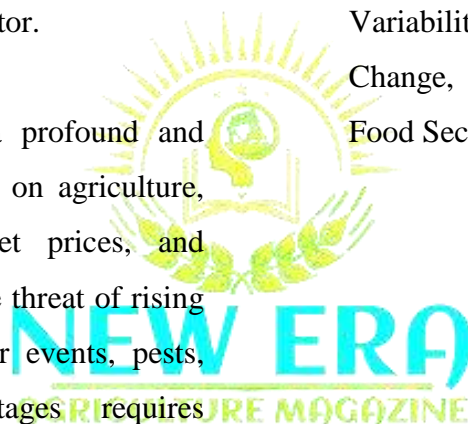 tor.
profound and
on agriculture,
et prices, and
threat of rising
r events, pests,
tages requires
Variabilit
Change,
Food Sec
NEW ERA
AGRICULTURE MAGAZINE